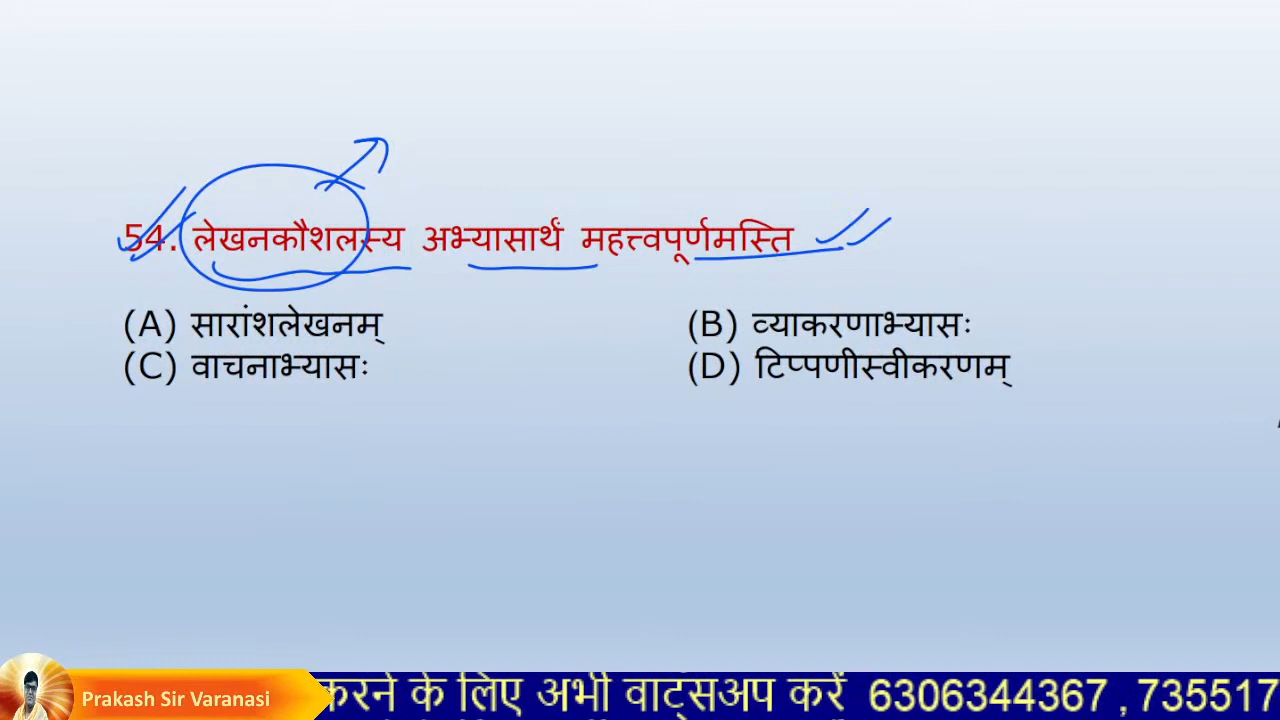 54. लेखनकौशलस्य अभ्यासार्थं महत्त्वपूर्णमस्ति
(A) सारांशलेखनम् (B) व्याकरणाभ्यासः
(C) वाचनाभ्यासः (D) टिप्पणीस्वीकरणम्
Prakash Sir Varanasi करने के लिए अभी वाट्सअप करें 6306344367 , 735517